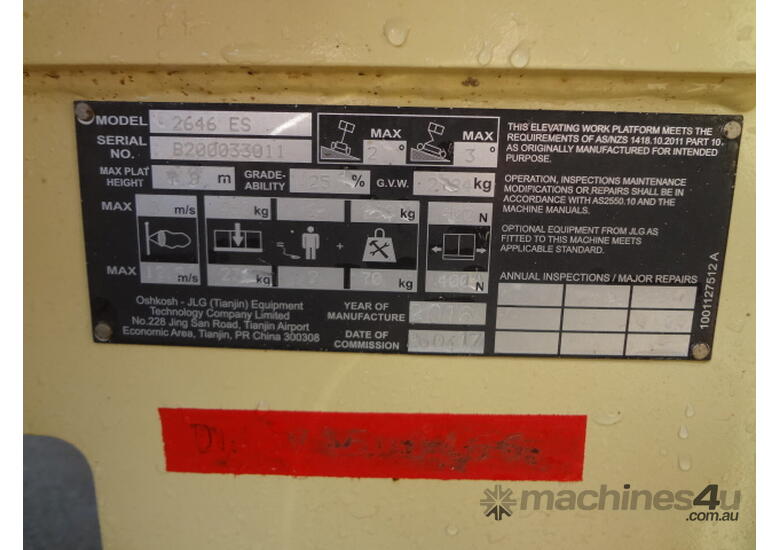 MODEL 2646 ES
SERIAL NO. B200033011
MAX 2°
MAX 3°
MAX PLAT HEIGHT m
GRADE-ABILITY 25 %
G.V.W. kg
MAX m/s kg kg N
MAX m/s kg 2 70 kg 400 N
Oshkosh - JLG (Tianjin) Equipment
Technology Company Limited
No.228 Jing San Road, Tianjin Airport
Economic Area, Tianjin, PR China 300308
YEAR OF MANUFACTURE 2016
DATE OF COMMISSION
THIS ELEVATING WORK PLATFORM MEETS THE
REQUIREMENTS OF AS/NZS 1418.10.2011 PART 10.
AS ORIGINALLY MANUFACTURED FOR INTENDED
PURPOSE.
OPERATION, INSPECTIONS MAINTENANCE
MODIFICATIONS OR REPAIRS SHALL BE IN
ACCORDANCE WITH AS2550.10 AND THE
MACHINE MANUALS.
OPTIONAL EQUIPMENT FROM JLG AS
FITTED TO THIS MACHINE MEETS
APPLICABLE STANDARD.
ANNUAL INSPECTIONS / MAJOR REPAIRS
1001127512 A
machines4u
.com.au